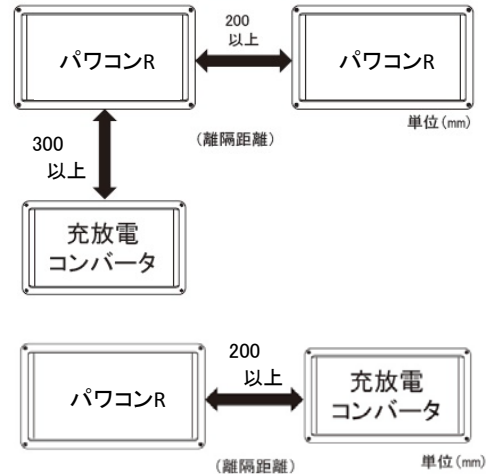 200
以上
パワコンR
パワコンR
単位(mm)
(離隔距離)
300
以上
充放電
コンバータ
200
以上
パワコンR
充放電
コンバータ
(離隔距離)
単位(mm)